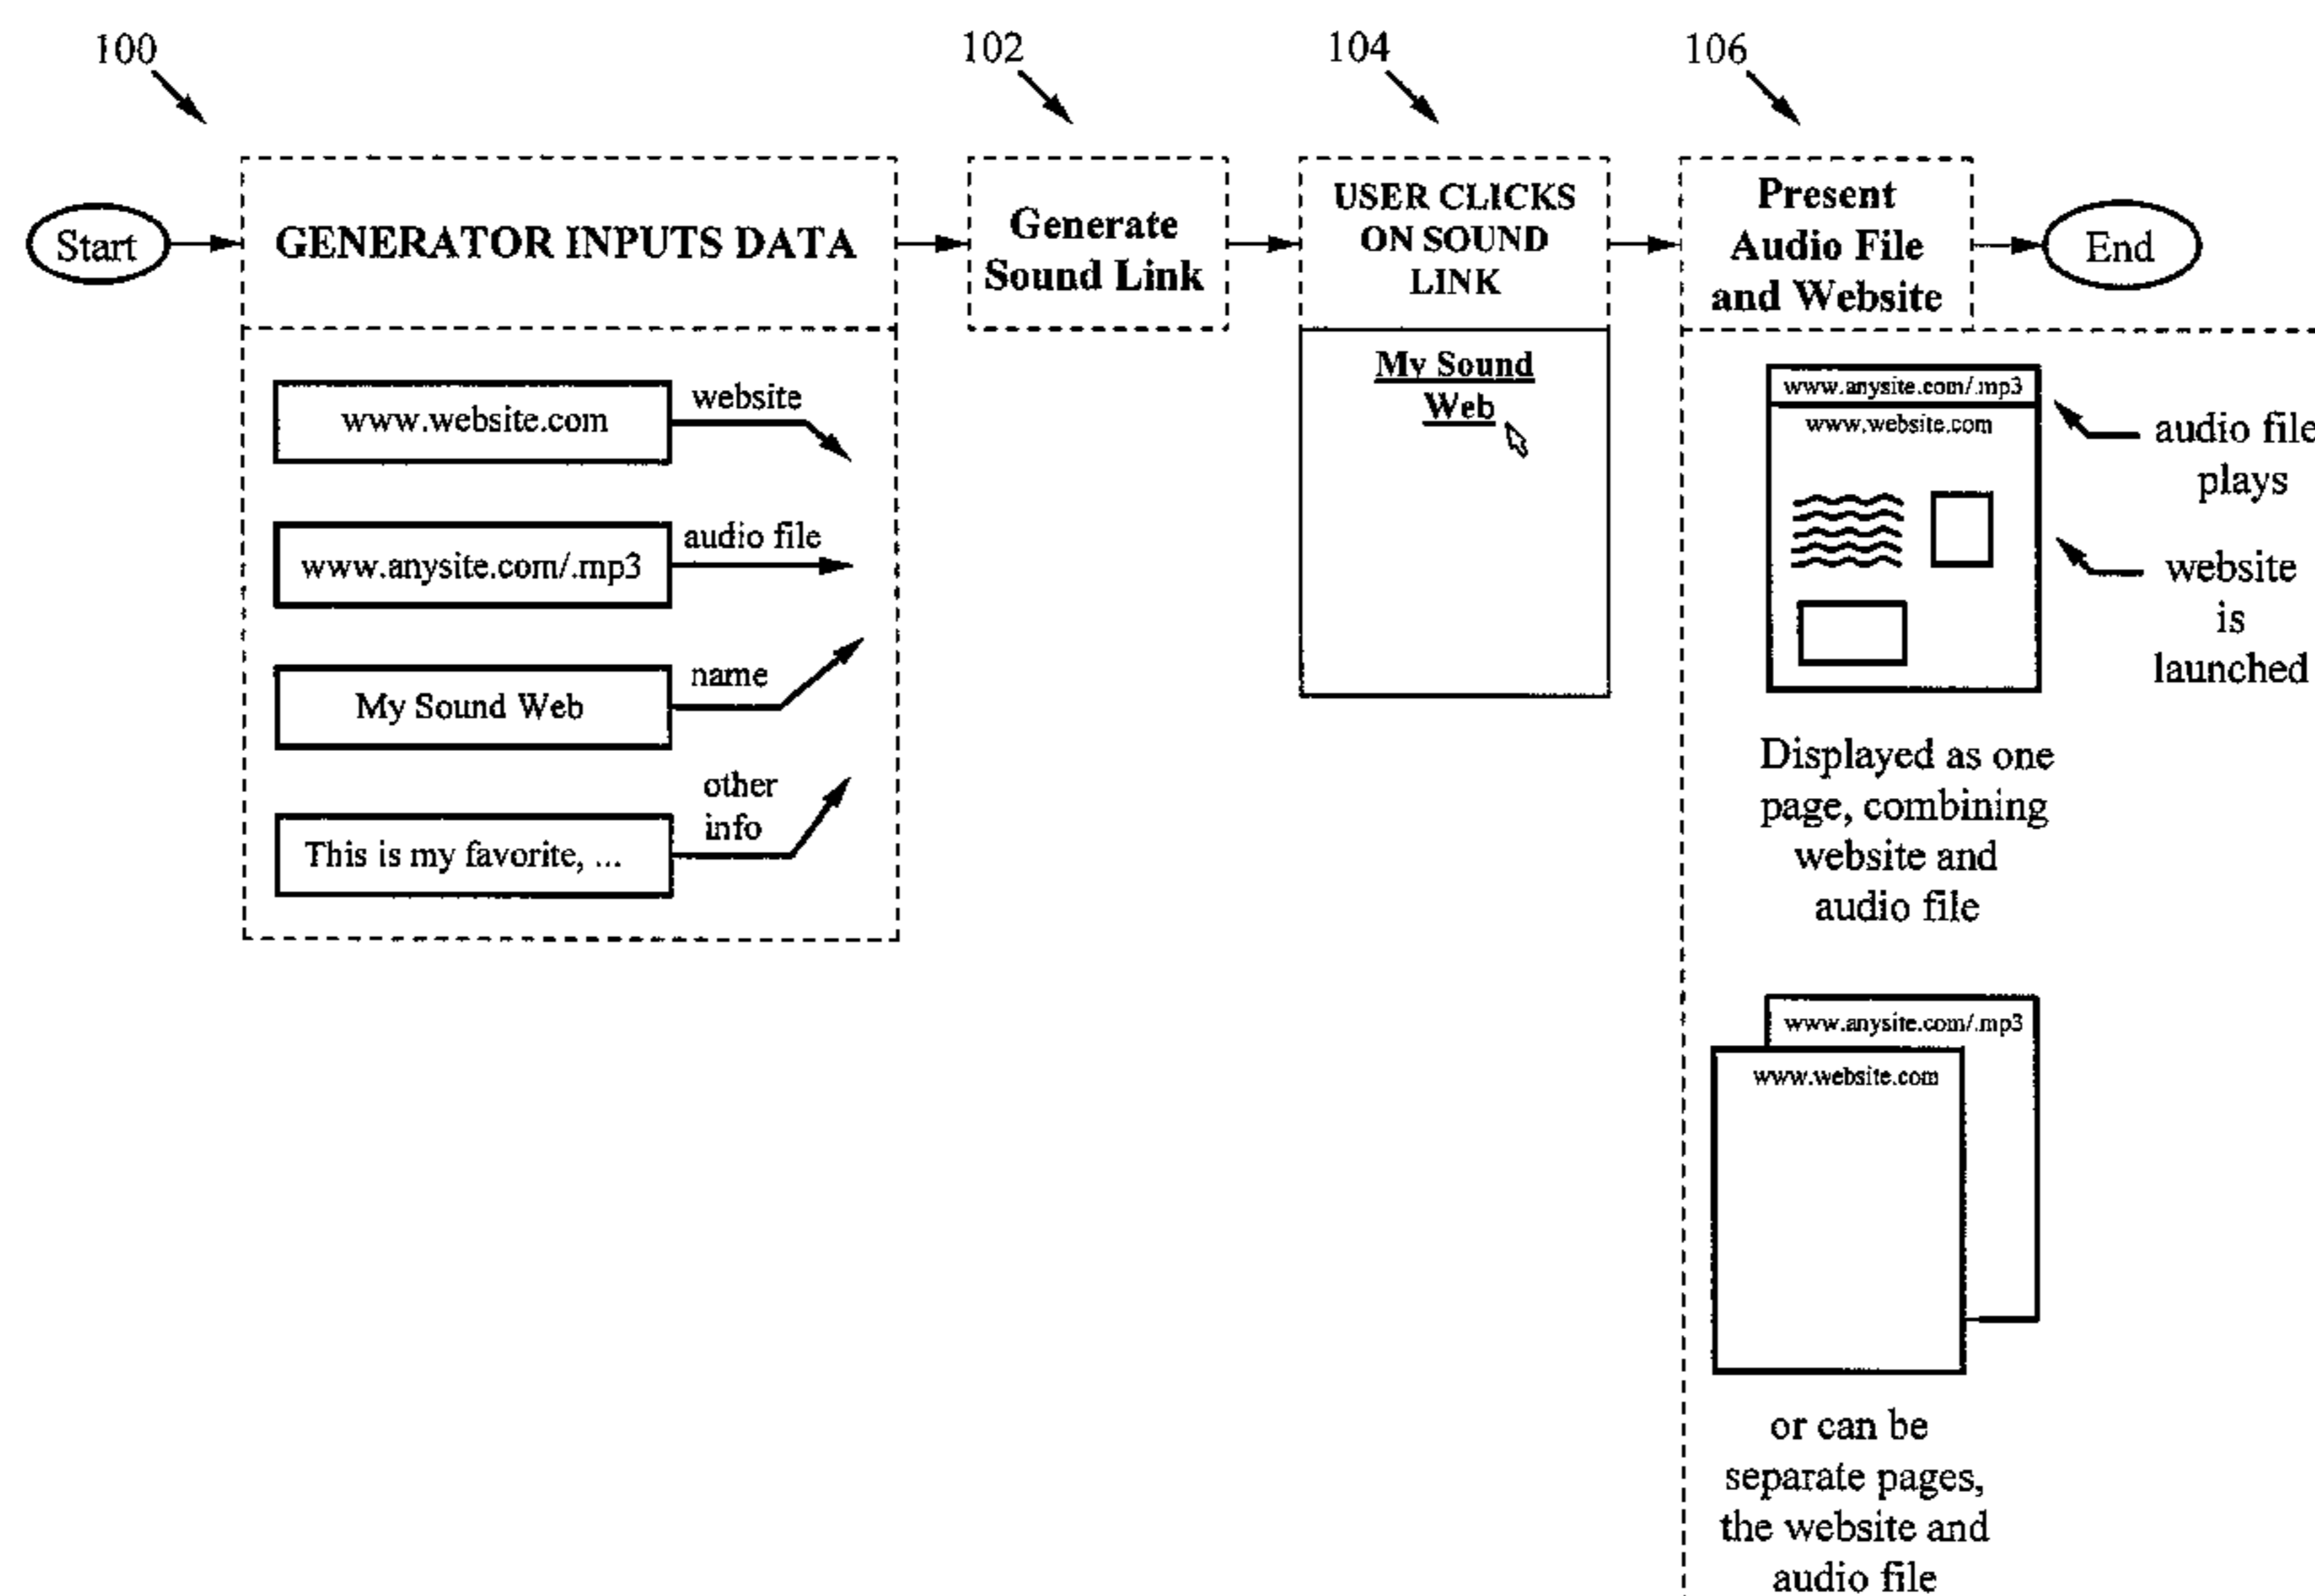 100
102
104
106
Start
GENERATOR INPUTS DATA
Generate
Sound Link
USER CLICKS
ON SOUND
LINK
Present
Audio File
and Website
End
www.website.com
website
www.anysite.com/.mp3
audio file
My Sound Web
name
This is my favorite, ...
other
info
My Sound
Web
www.anysite.com/.mp3
www.website.com
audio file
plays
website
is
launched
Displayed as one
page, combining
website and
audio file
www.anysite.com/.mp3
www.website.com
or can be
separate pages,
the website and
audio file